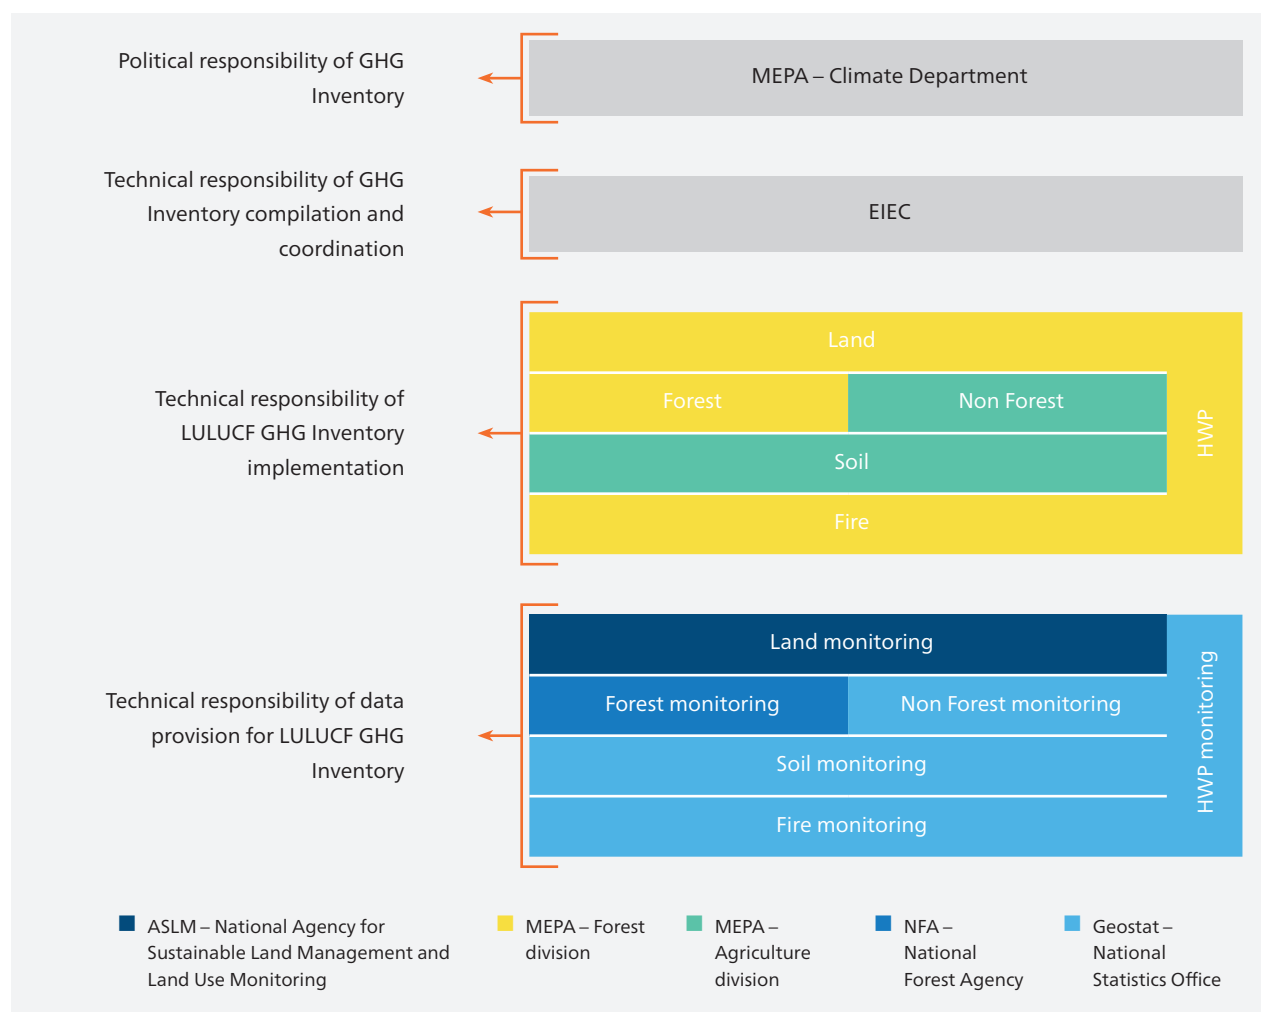 Political responsibility of GHG
Inventory
MEPA – Climate Department
Technical responsibility of GHG
Inventory compilation and
coordination
EIEC
Technical responsibility of
LULUCF GHG Inventory
implementation
Land
Forest
Non Forest
Soil
Fire
HWP
Technical responsibility of data
provision for LULUCF GHG
Inventory
Land monitoring
Forest monitoring
Non Forest monitoring
Soil monitoring
Fire monitoring
HWP monitoring
ASLM – National Agency for
Sustainable Land Management and
Land Use Monitoring
MEPA – Forest
division
MEPA –
Agriculture
division
NFA –
National
Forest Agency
Geostat –
National
Statistics Office